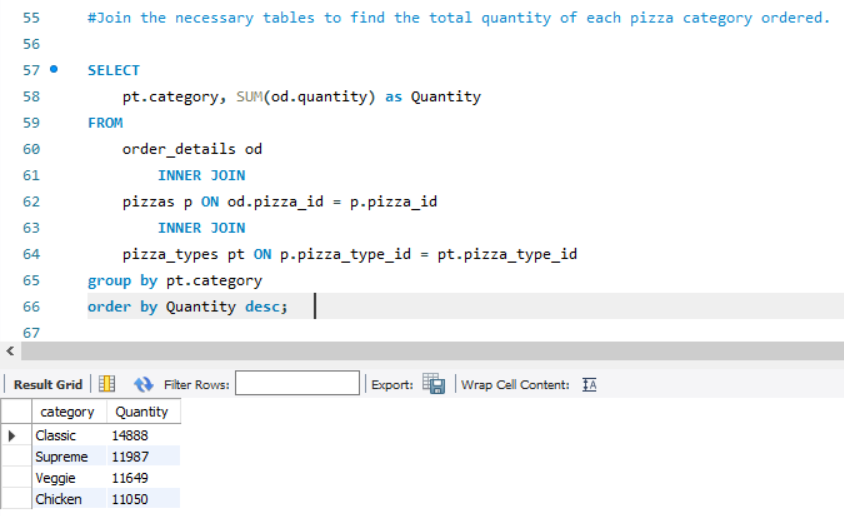 55 #Join the necessary tables to find the total quantity of each pizza category ordered.
56
57 SELECT
58 pt.category, SUM(od.quantity) as Quantity
59 FROM
60 order_details od
61 INNER JOIN
62 pizzas p ON od.pizza_id = p.pizza_id
63 INNER JOIN
64 pizza_types pt ON p.pizza_type_id = pt.pizza_type_id
65 group by pt.category
66 order by Quantity desc;
67
Result Grid Filter Rows: Export: Wrap Cell Content: IA
category Quantity
Classic 14888
Supreme 11987
Veggie 11649
Chicken 11050